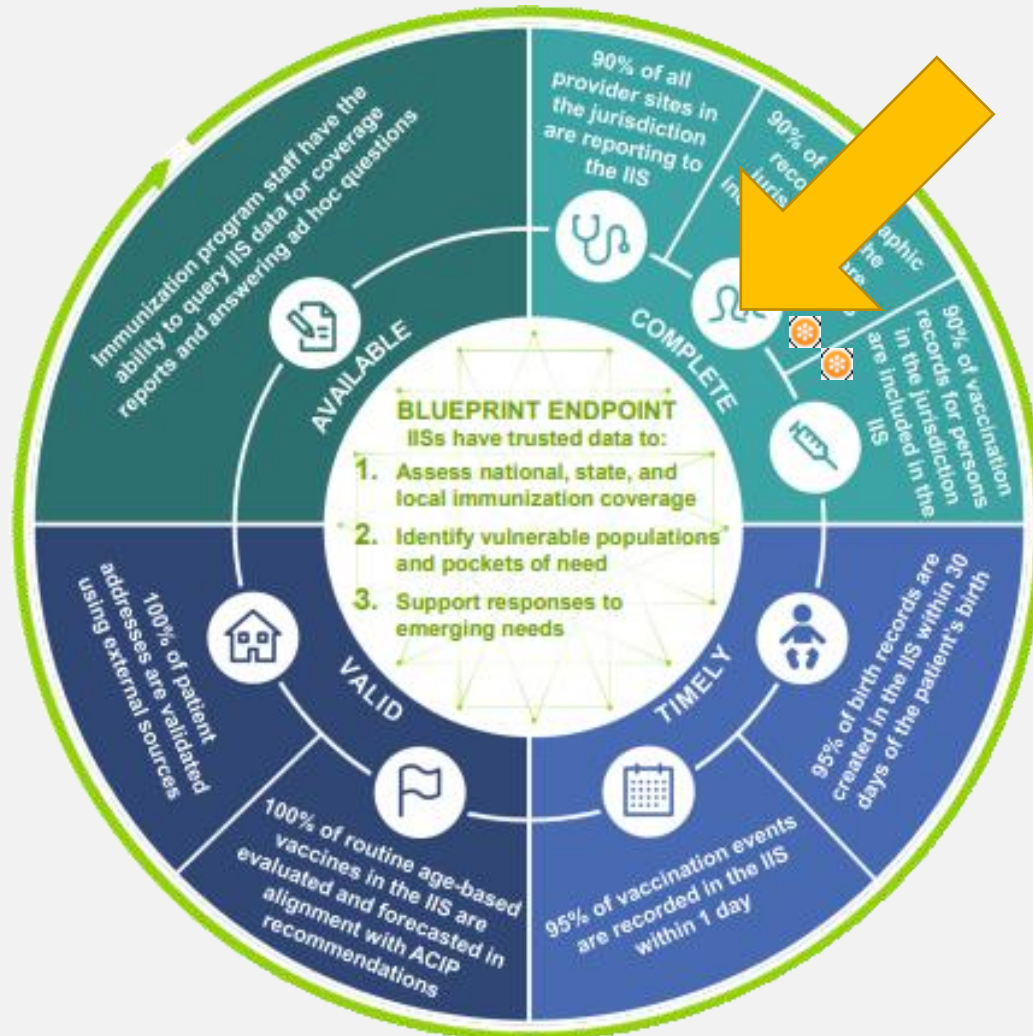 Immunization program staff have the
ability to query IIS data for coverage
reports and answering ad hoc questions
AVAILABLE
90% of all
provider sites in
the jurisdiction
are reporting to
the IIS
90% of
graphic
the
are
90% of vaccination
records for persons
in the jurisdiction
are included in the
IIS
COMPLETE
BLUEPRINT ENDPOINT
IISs have trusted data to:
1. Assess national, state, and
local immunization coverage
2. Identify vulnerable populations
and pockets of need
3. Support responses to
emerging needs
95% of birth records are
created in the IIS within 30
days of the patient's birth
TIMELY
95% of vaccination events
are recorded in the IIS
within 1 day
100% of routine age-based
vaccines in the IIS are
evaluated and forecasted in
alignment with ACIP
recommendations
VALID
100% of patient
addresses are validated
using external sources